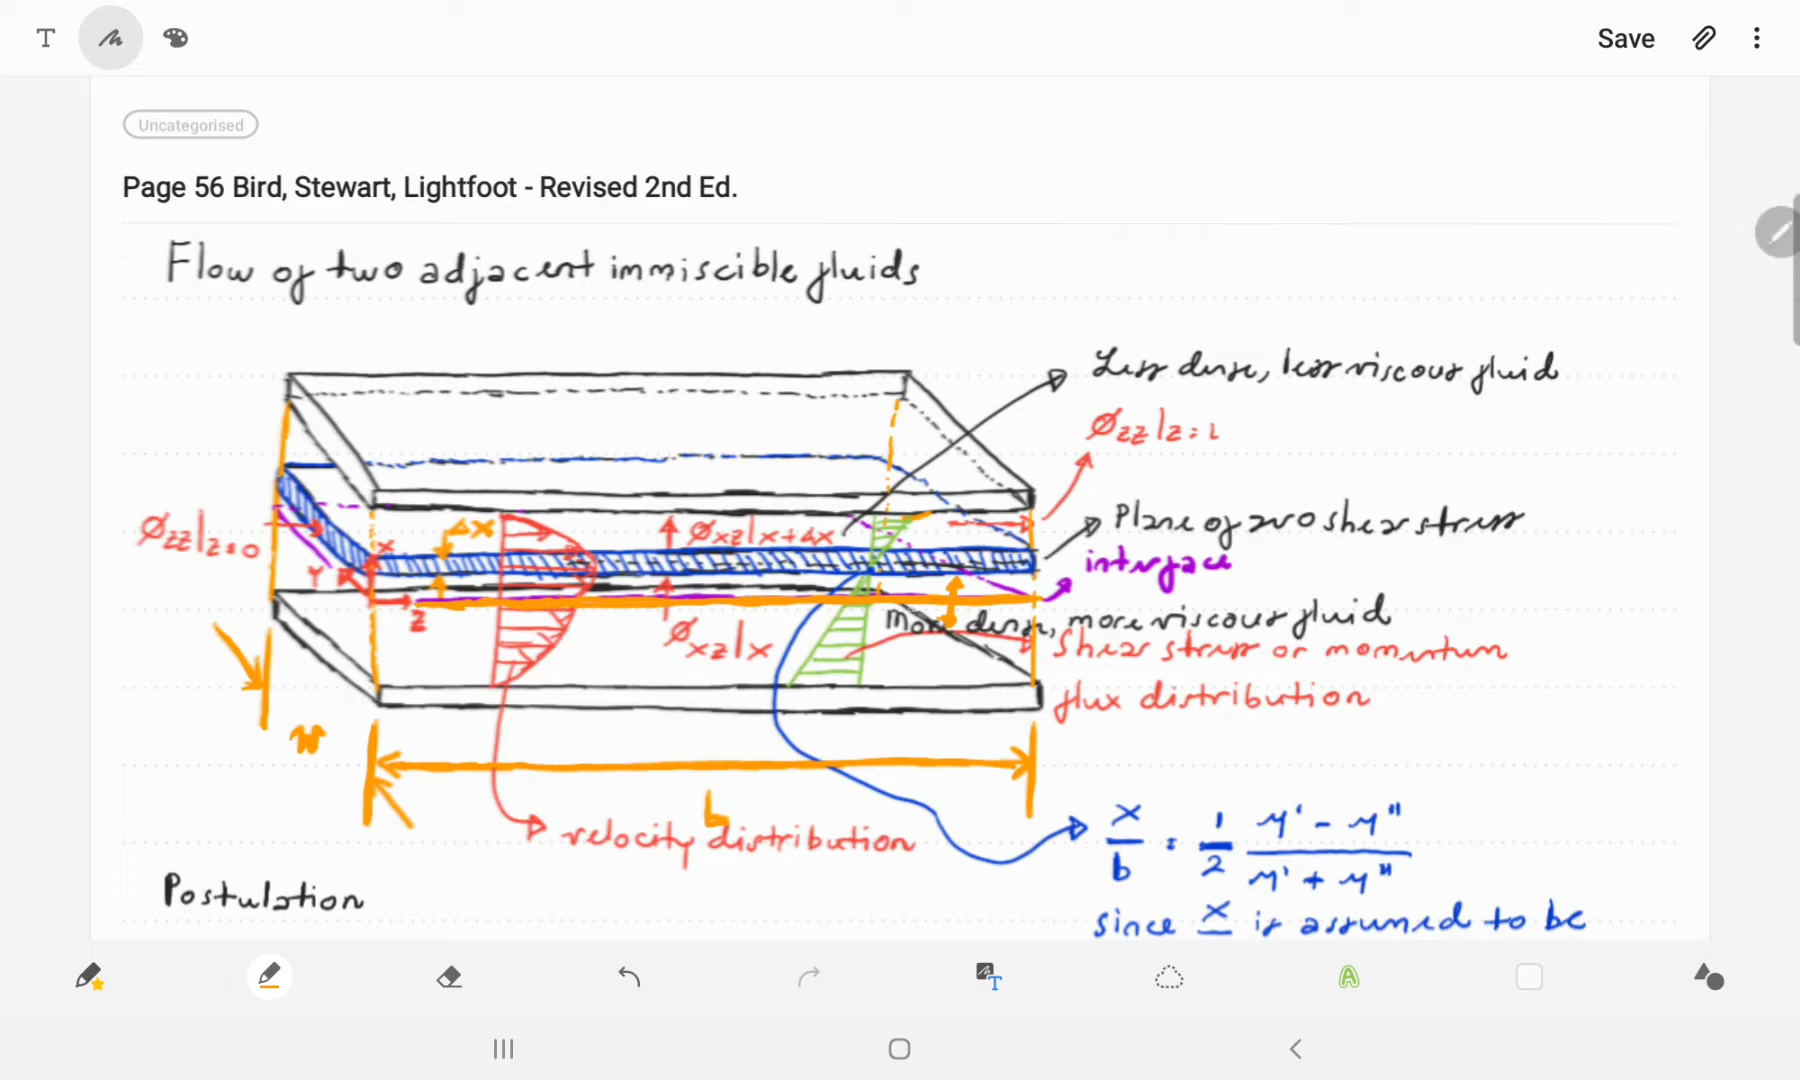 T
Save
Uncategorised
Page 56 Bird, Stewart, Lightfoot - Revised 2nd Ed.
Flow of two adjacent immiscible fluids
Less dense, less viscous fluid
Øzz|z=L
Plane of zero shear stress
Øzz|z=0
Δx
Øxz|x+Δx
x
interface
Y
z
More dense, more viscous fluid
Øxz|x
Shear stress or momentum
flux distribution
W
L
velocity distribution
x/b = 1/2 (μ' - μ")/(μ' + μ")
Postulation
since x is assumed to be
T
A